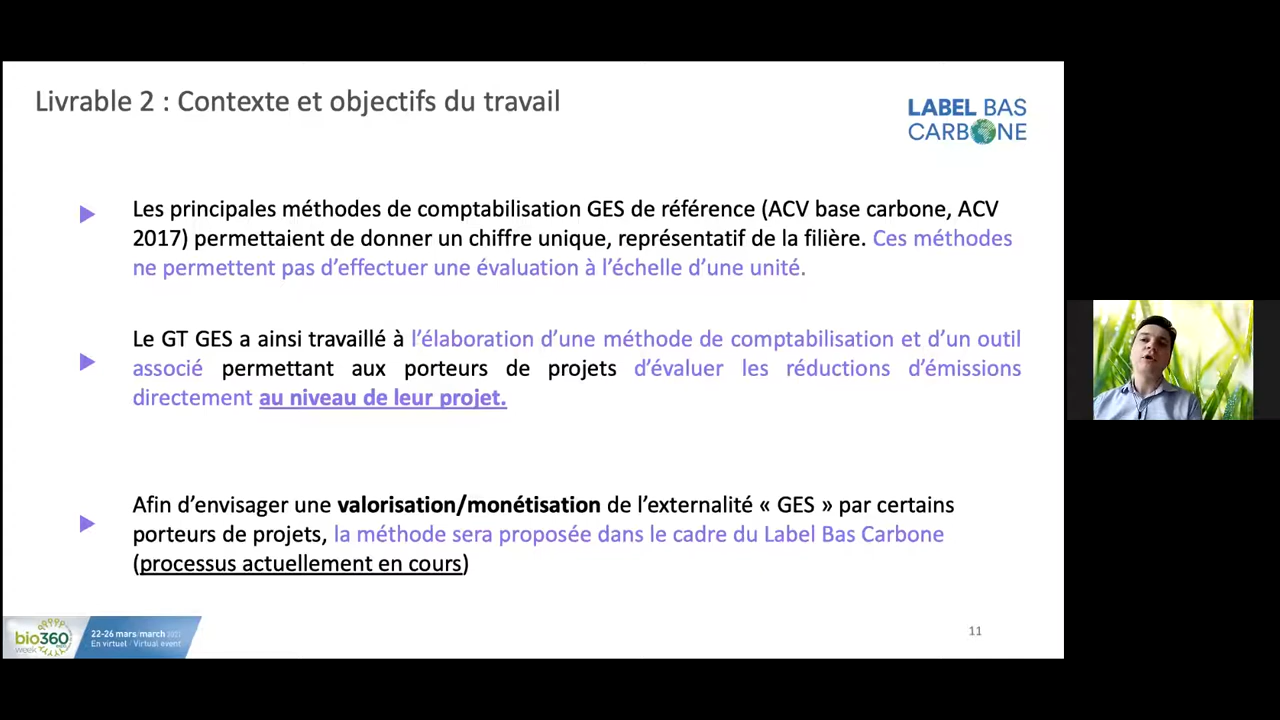 Livrable 2 : Contexte et objectifs du travail
LABEL BAS
CARBONE
Les principales méthodes de comptabilisation GES de référence (ACV base carbone, ACV
2017) permettaient de donner un chiffre unique, représentatif de la filière. Ces méthodes
ne permettent pas d’effectuer une évaluation à l’échelle d’une unité.
Le GT GES a ainsi travaillé à l’élaboration d’une méthode de comptabilisation et d’un outil
associé permettant aux porteurs de projets d’évaluer les réductions d’émissions
directement au niveau de leur projet.
Afin d’envisager une valorisation/monétisation de l’externalité « GES » par certains
porteurs de projets, la méthode sera proposée dans le cadre du Label Bas Carbone
(processus actuellement en cours)
bio360
week
22-26 mars/march 2021
En virtuel / Virtual event
11